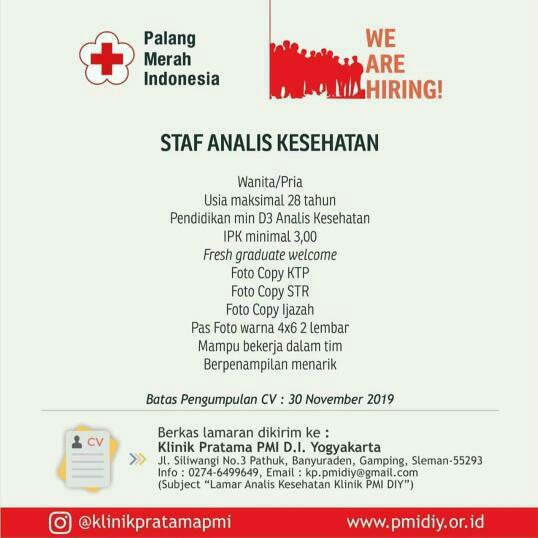 Palang
Merah
Indonesia
WE
ARE
HIRING!
STAF ANALIS KESEHATAN
Wanita/Pria
Usia maksimal 28 tahun
Pendidikan min D3 Analis Kesehatan
IPK minimal 3,00
Fresh graduate welcome
Foto Copy KTP
Foto Copy STR
Foto Copy Ijazah
Pas Foto warna 4x6 2 lembar
Mampu bekerja dalam tim
Berpenampilan menarik
Batas Pengumpulan CV : 30 November 2019
CV
Berkas lamaran dikirim ke :
Klinik Pratama PMI D.I. Yogyakarta
Jl. Siliwangi No.3 Pathuk, Banyuraden, Gamping, Sleman-55293
Info : 0274-6499649, Email : kp.pmidiy@gmail.com
(Subject “Lamar Analis Kesehatan Klinik PMI DIY”)
@klinikpratamapmi
www.pmidiy.or.id